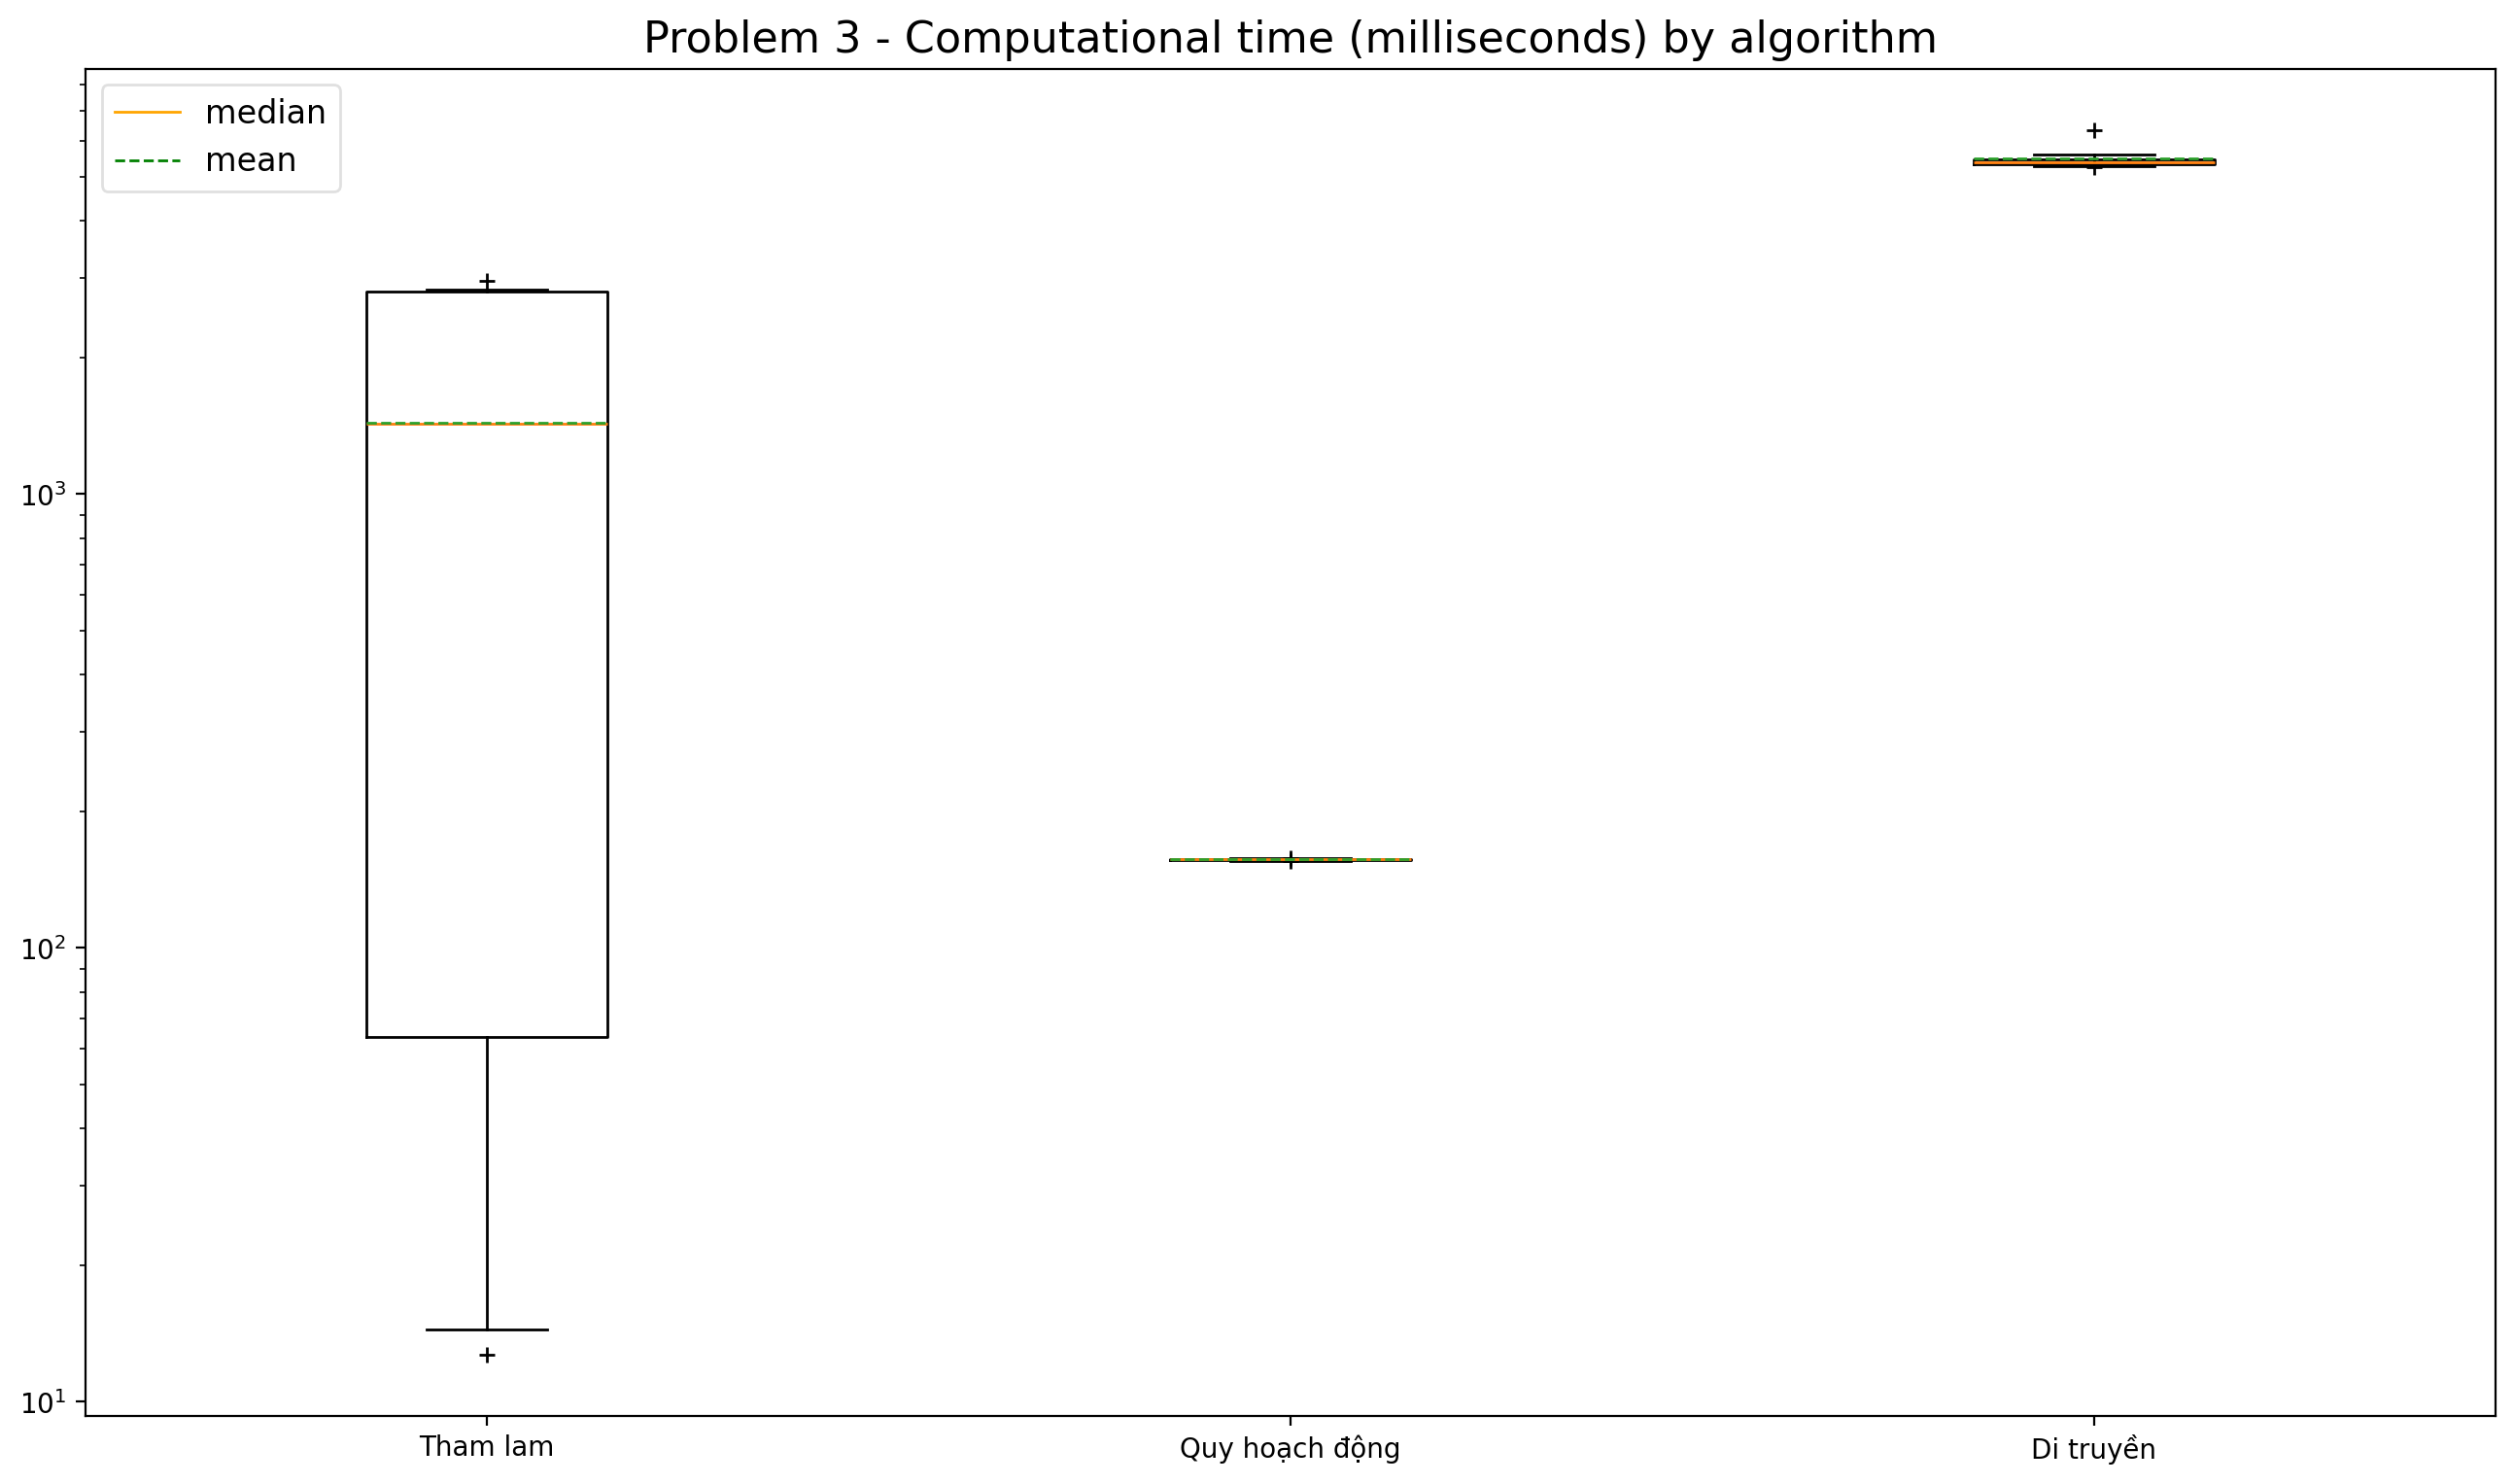 Problem 3 - Computational time (milliseconds) by algorithm
median
mean
10³
10²
10¹
Tham lam
Quy hoạch động
Di truyền